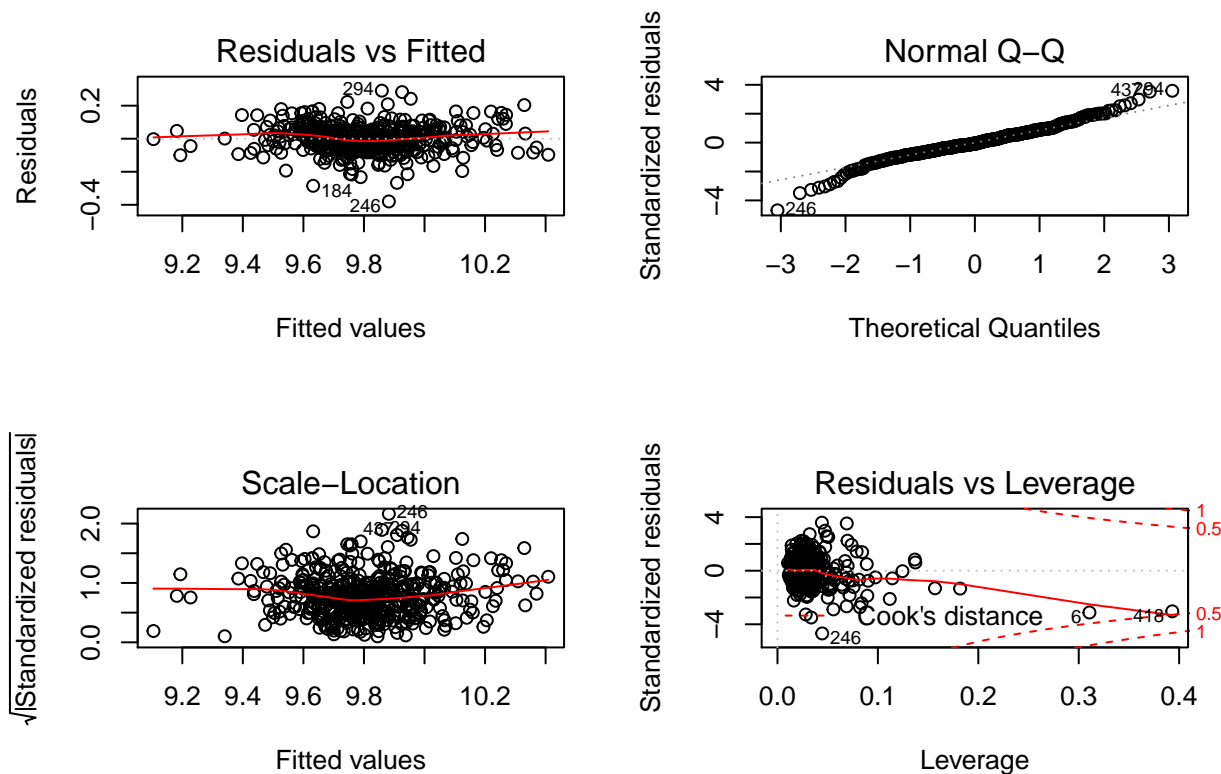 Residuals vs Fitted
Residuals
0.2
−0.4
294
184
246
9.2 9.4 9.6 9.8 10.2
Fitted values
Normal Q−Q
Standardized residuals
4
0
−4
437
294
246
−3 −2 −1 0 1 2 3
Theoretical Quantiles
Scale−Location
√|Standardized residuals|
2.0
1.0
0.0
246
437
294
9.2 9.4 9.6 9.8 10.2
Fitted values
Residuals vs Leverage
Standardized residuals
4
0
−4
1
0.5
0.5
1
Cook's distance
6
418
246
0.0 0.1 0.2 0.3 0.4
Leverage